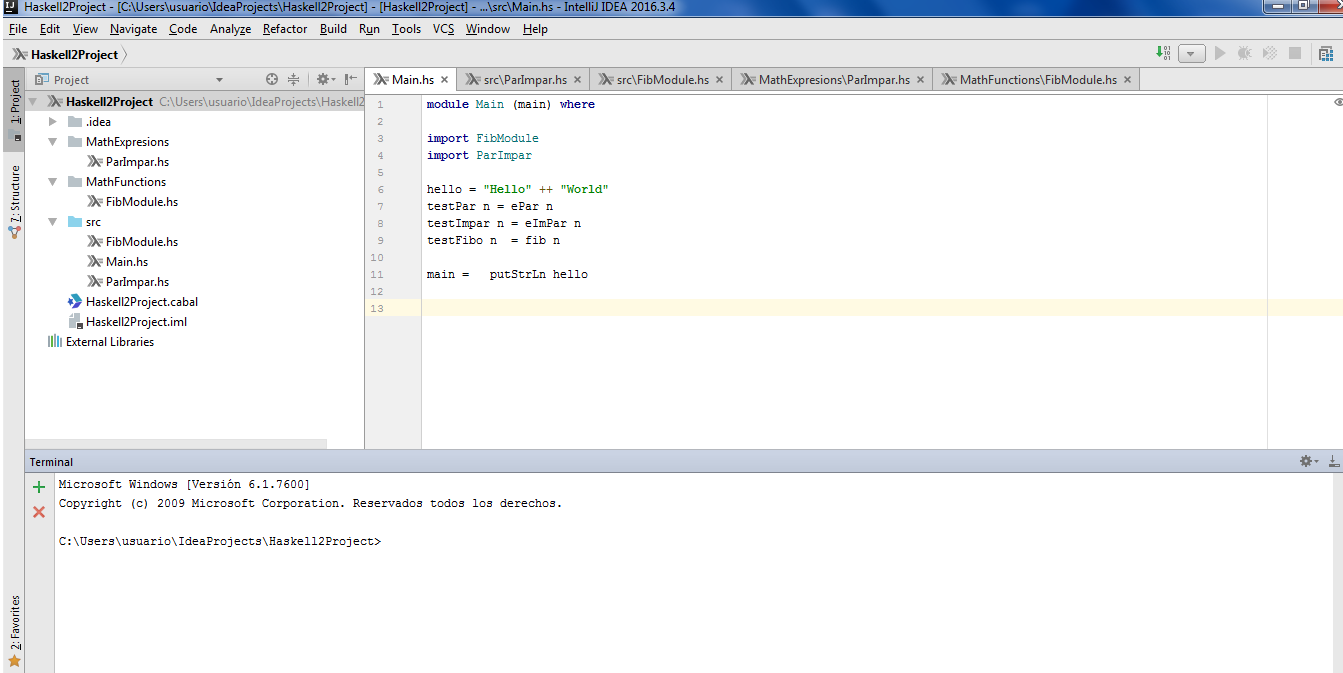 Haskell2Project - [C:\Users\usuario\IdeaProjects\Haskell2Project] - [Haskell2Project] - ...\src\Main.hs - IntelliJ IDEA 2016.3.4
File Edit View Navigate Code Analyze Refactor Build Run Tools VCS Window Help
Haskell2Project
1: Project
7: Structure
2: Favorites
Project
Haskell2Project C:\Users\usuario\IdeaProjects\Haskell2
.idea
MathExpresions
ParImpar.hs
MathFunctions
FibModule.hs
src
FibModule.hs
Main.hs
ParImpar.hs
Haskell2Project.cabal
Haskell2Project.iml
External Libraries
Main.hs src\ParImpar.hs src\FibModule.hs MathExpresions\ParImpar.hs MathFunctions\FibModule.hs
1 module Main (main) where
2
3 import FibModule
4 import ParImpar
5
6 hello = "Hello" ++ "World"
7 testPar n = ePar n
8 testImpar n = eImPar n
9 testFibo n  = fib n
10
11 main =   putStrLn hello
12
13
Terminal
Microsoft Windows [Versión 6.1.7600]
Copyright (c) 2009 Microsoft Corporation. Reservados todos los derechos.
C:\Users\usuario\IdeaProjects\Haskell2Project>